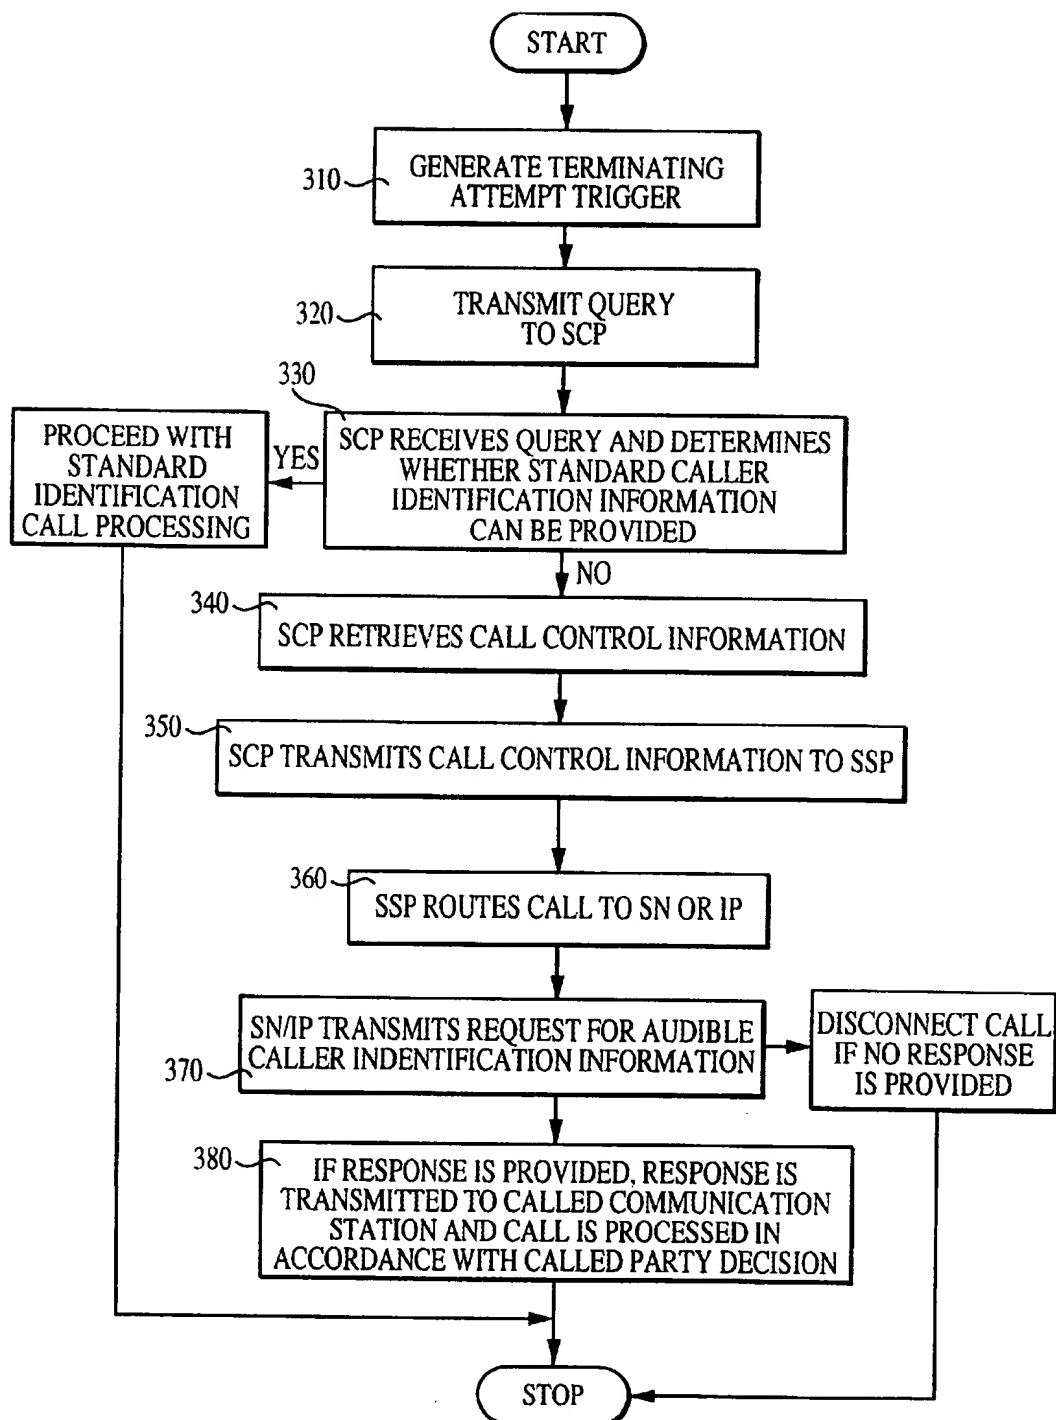 START
310
GENERATE TERMINATING
ATTEMPT TRIGGER
320
TRANSMIT QUERY
TO SCP
330
SCP RECEIVES QUERY AND DETERMINES
WHETHER STANDARD CALLER
IDENTIFICATION INFORMATION
CAN BE PROVIDED
YES
PROCEED WITH
STANDARD
IDENTIFICATION
CALL PROCESSING
NO
340
SCP RETRIEVES CALL CONTROL INFORMATION
350
SCP TRANSMITS CALL CONTROL INFORMATION TO SSP
360
SSP ROUTES CALL TO SN OR IP
370
SN/IP TRANSMITS REQUEST FOR AUDIBLE
CALLER INDENTIFICATION INFORMATION
DISCONNECT CALL
IF NO RESPONSE
IS PROVIDED
380
IF RESPONSE IS PROVIDED, RESPONSE IS
TRANSMITTED TO CALLED COMMUNICATION
STATION AND CALL IS PROCESSED IN
ACCORDANCE WITH CALLED PARTY DECISION
STOP